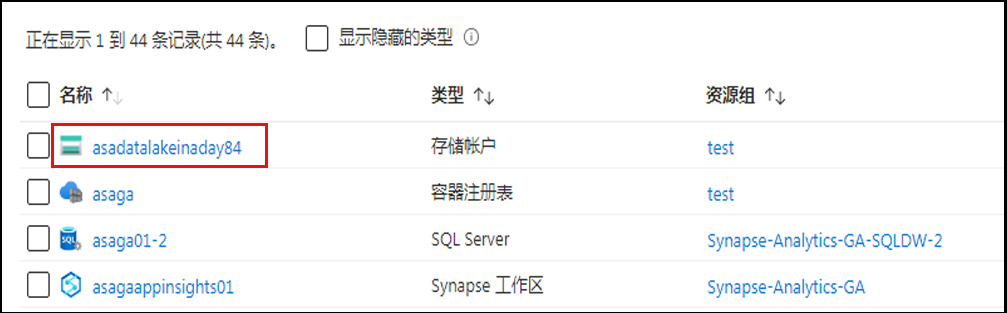 正在显示 1 到 44 条记录(共 44 条)。 显示隐藏的类型
名称 ↑↓ 类型 ↑↓ 资源组 ↑↓
asadatalakeinaday84 存储帐户 test
asaga 容器注册表 test
SQL asaga01-2 SQL Server Synapse-Analytics-GA-SQLDW-2
asagaappinsights01 Synapse 工作区 Synapse-Analytics-GA